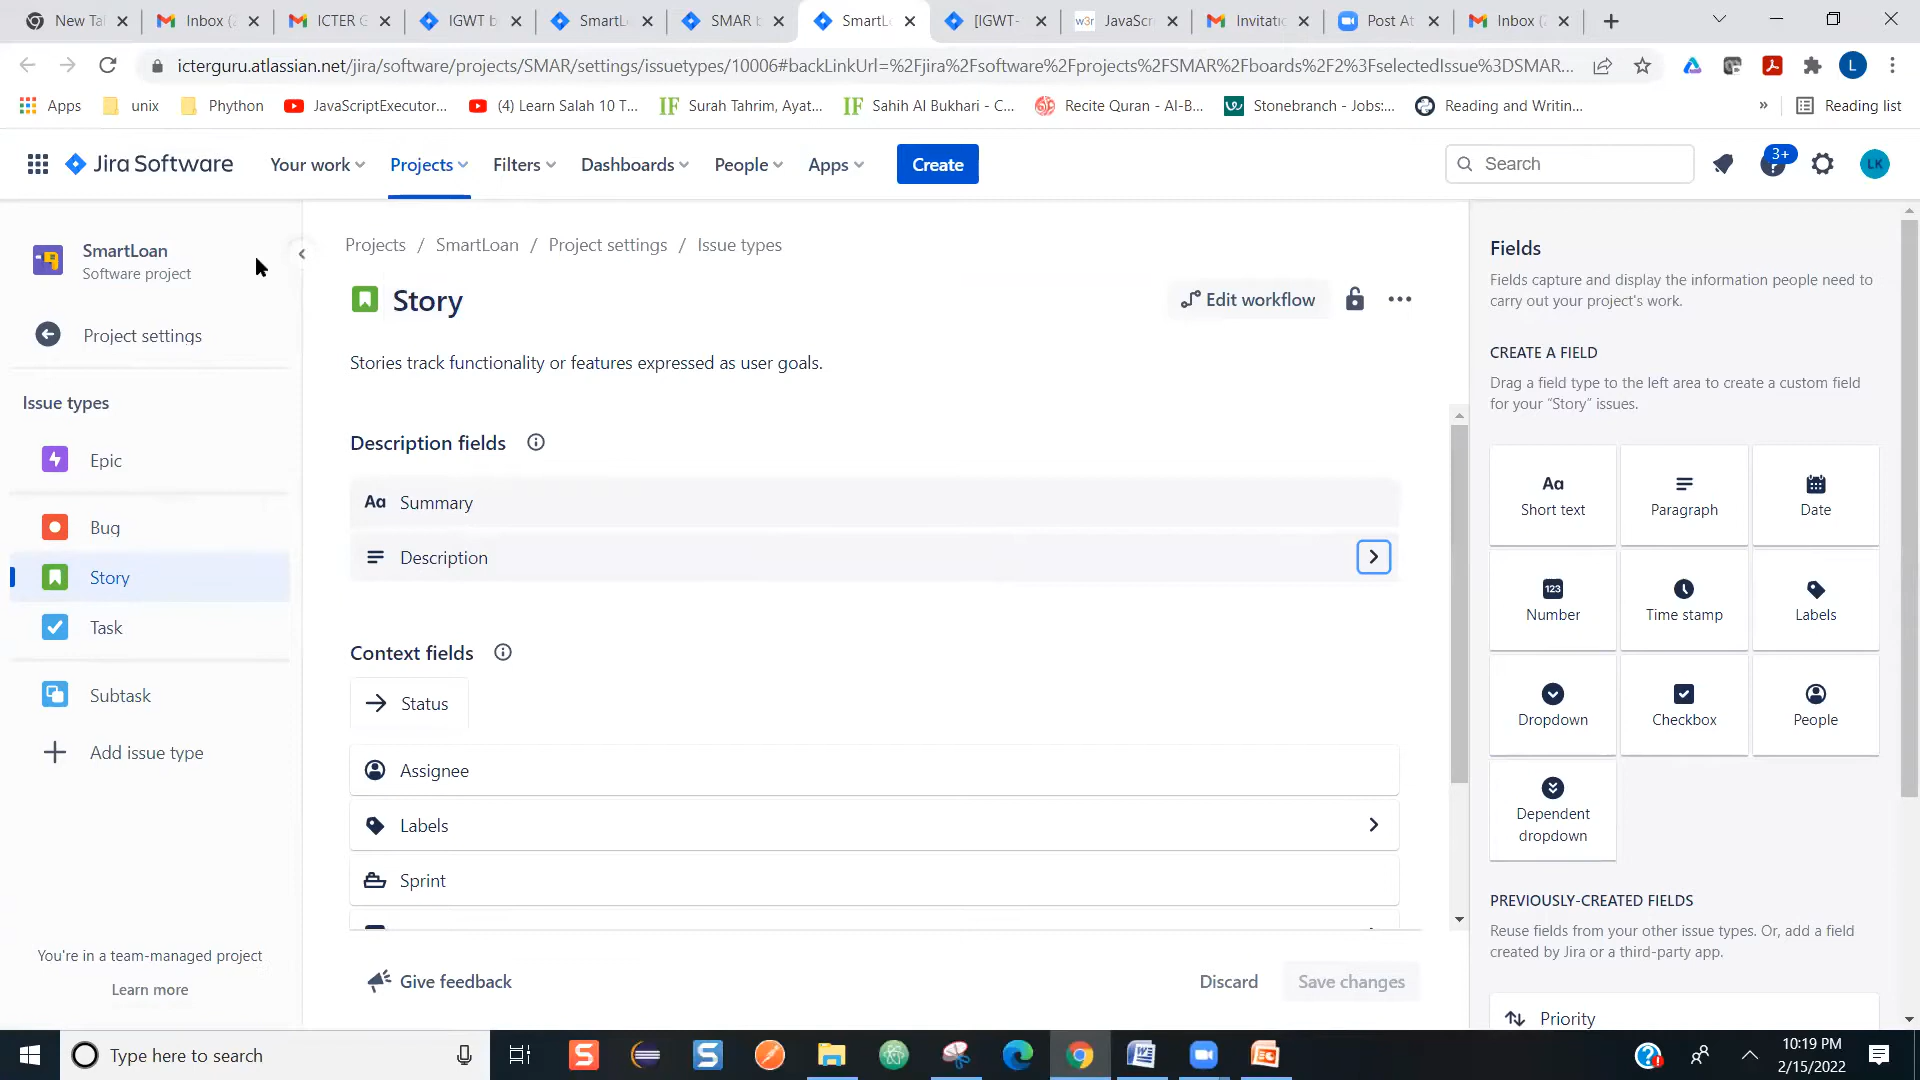 New Tal
Inbox (2
ICTER G
IGWT b
SmartLo
SMAR b
SmartLo
[IGWT-
JavaScr
Invitatio
Post At
Inbox (2
icterguru.atlassian.net/jira/software/projects/SMAR/settings/issuetypes/10006#backLinkUrl=%2Fjira%2Fsoftware%2Fprojects%2FSMAR%2Fboards%2F2%3FselectedIssue%3DSMAR...
L
Apps
unix
Phython
JavaScriptExecutor...
(4) Learn Salah 10 T...
IF Surah Tahrim, Ayat...
IF Sahih Al Bukhari - C...
Recite Quran - Al-B...
Stonebranch - Jobs:...
Reading and Writin...
»
Reading list
Jira Software
Your work
Projects
Filters
Dashboards
People
Apps
Create
Search
3+
LK
SmartLoan
Software project
Project settings
Issue types
Epic
Bug
Story
Task
Subtask
Add issue type
You're in a team-managed project
Learn more
Projects / SmartLoan / Project settings / Issue types
Story
Edit workflow
Stories track functionality or features expressed as user goals.
Description fields
Aa Summary
Description
Context fields
Status
Assignee
Labels
Sprint
Give feedback
Discard
Save changes
Fields
Fields capture and display the information people need to
carry out your project's work.
CREATE A FIELD
Drag a field type to the left area to create a custom field
for your “Story” issues.
Aa
Short text
Paragraph
Date
123
Number
Time stamp
Labels
Dropdown
Checkbox
People
Dependent
dropdown
PREVIOUSLY-CREATED FIELDS
Reuse fields from your other issue types. Or, add a field
created by Jira or a third-party app.
Priority
Type here to search
10:19 PM
2/15/2022